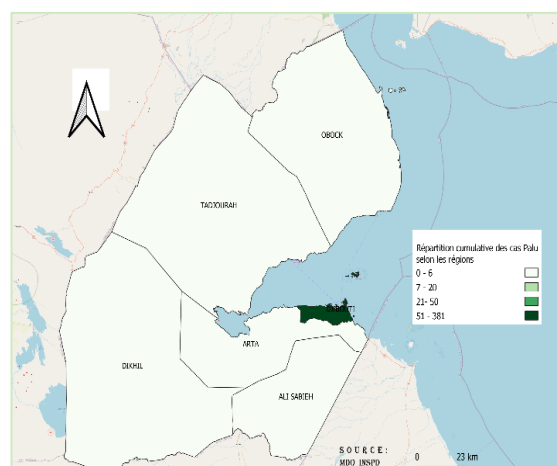 OBOCK
TADJOURAH
Répartition cumulative des cas Palu
selon les régions
0 - 6
7 - 20
21- 50
51 - 381
DJIBOUTI
ARTA
DIKHIL
ALI SABIEH
SOURCE:
MDO INSPD
0 23 km